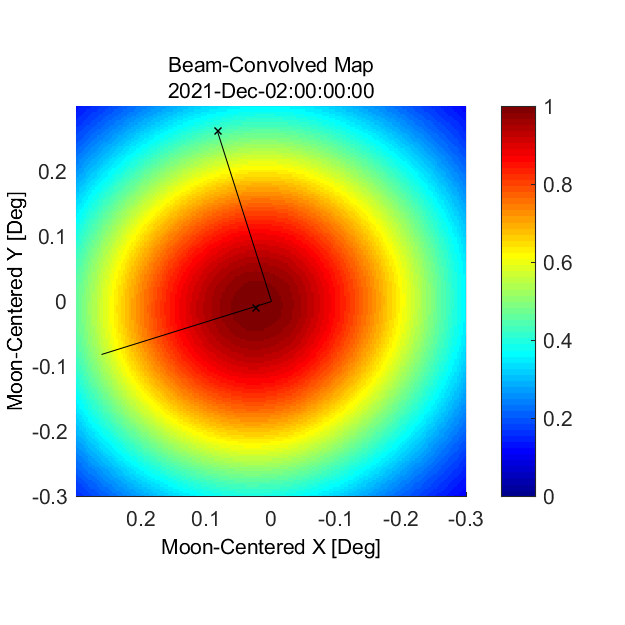 Beam-Convolved Map
2021-Dec-02:00:00:00
Moon-Centered Y [Deg]
0.2
0.1
0
-0.1
-0.2
-0.3
0.2 0.1 0 -0.1 -0.2 -0.3
Moon-Centered X [Deg]
1
0.8
0.6
0.4
0.2
0